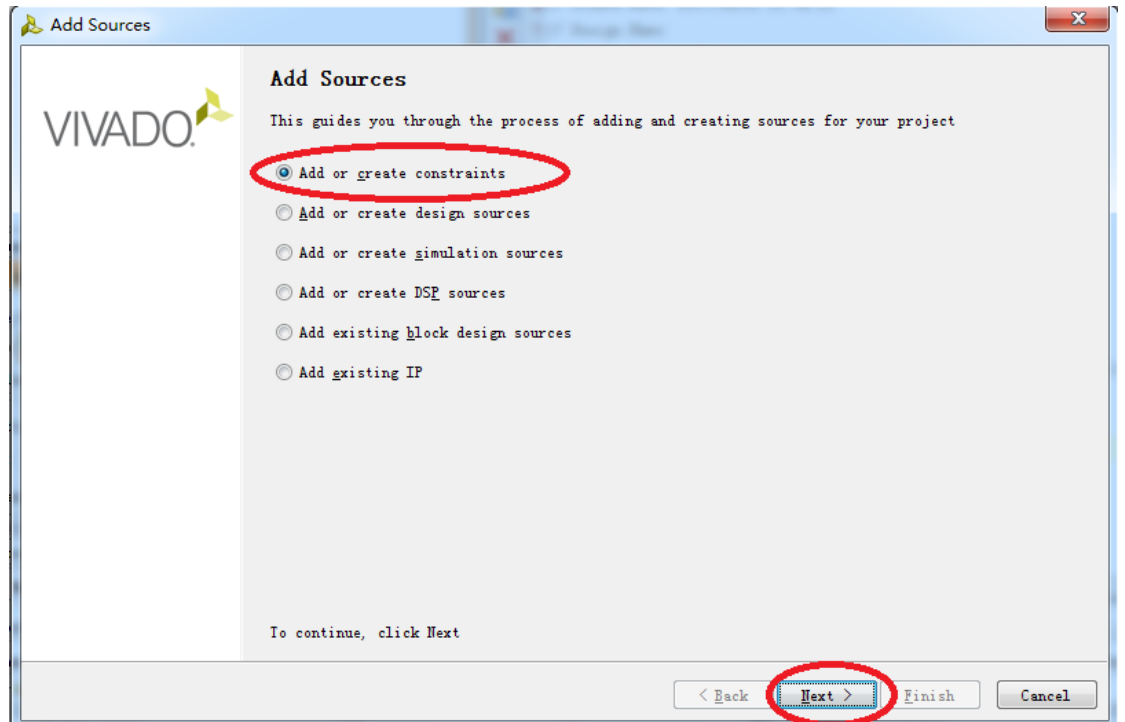 Add Sources
VIVADO.
Add Sources
This guides you through the process of adding and creating sources for your project
Add or create constraints
Add or create design sources
Add or create simulation sources
Add or create DSP sources
Add existing block design sources
Add existing IP
To continue, click Next
< Back Next > Finish Cancel